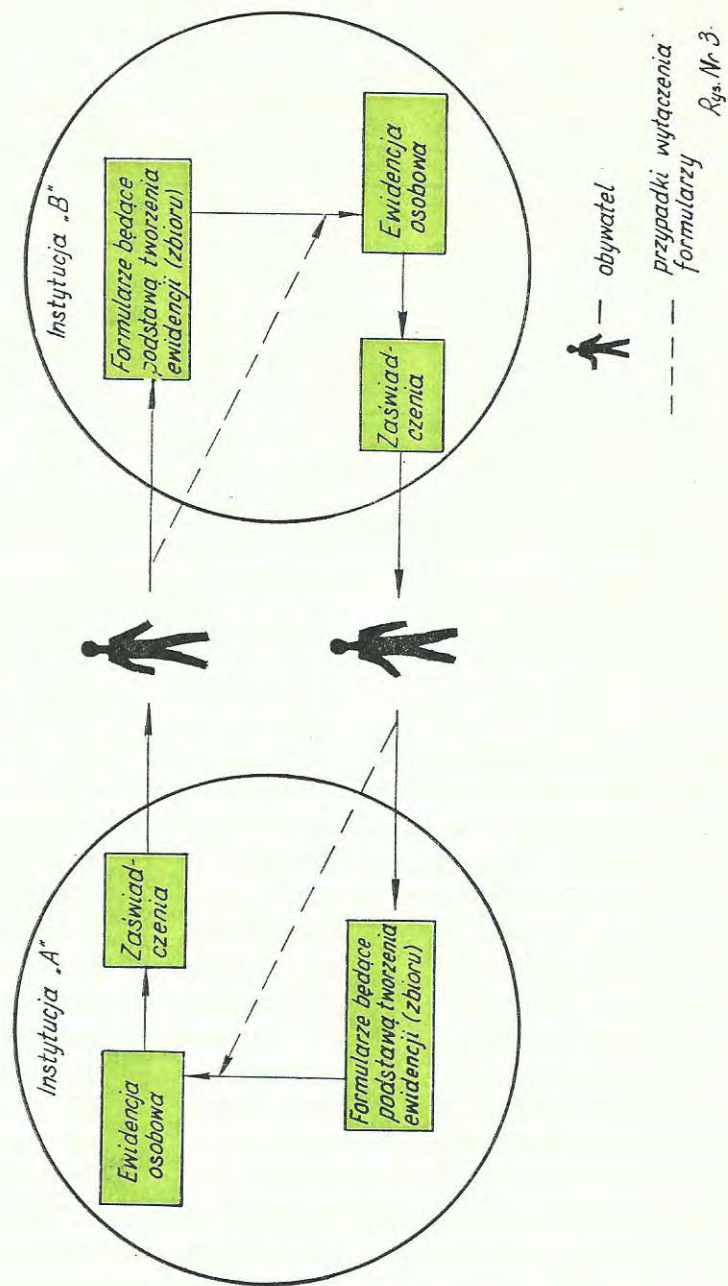 Instytucja „A"
Ewidencja
osobowa
Zaświad-
czenia
Formularze będące
podstawą tworzenia
ewidencji (zbioru)
Instytucja „B"
Formularze będące
podstawą tworzenia
ewidencji (zbioru)
Ewidencja
osobowa
Zaświad-
czenia
— obywatel
– – – – przypadki wyłączenia
formularzy
Rys. Nr 3.